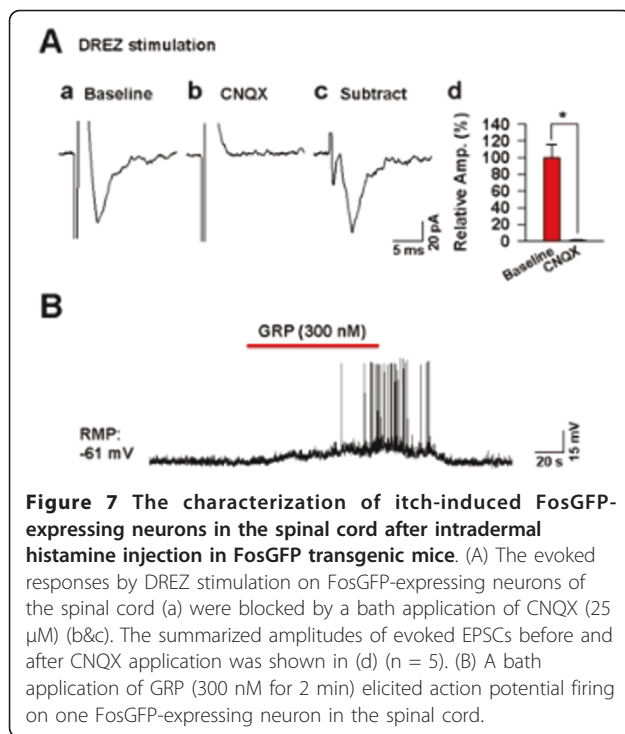 A DREZ stimulation
a Baseline
b CNQX
c Subtract
d
*
Relative Amp. (%)
140
120
100
80
60
40
20
0
Baseline
CNQX
5 ms
20 pA
B
GRP (300 nM)
RMP:
-61 mV
20 s
15 mV
Figure 7 The characterization of itch-induced FosGFP-
expressing neurons in the spinal cord after intradermal
histamine injection in FosGFP transgenic mice. (A) The evoked
responses by DREZ stimulation on FosGFP-expressing neurons of
the spinal cord (a) were blocked by a bath application of CNQX (25
μM) (b&c). The summarized amplitudes of evoked EPSCs before and
after CNQX application was shown in (d) (n = 5). (B) A bath
application of GRP (300 nM for 2 min) elicited action potential firing
on one FosGFP-expressing neuron in the spinal cord.